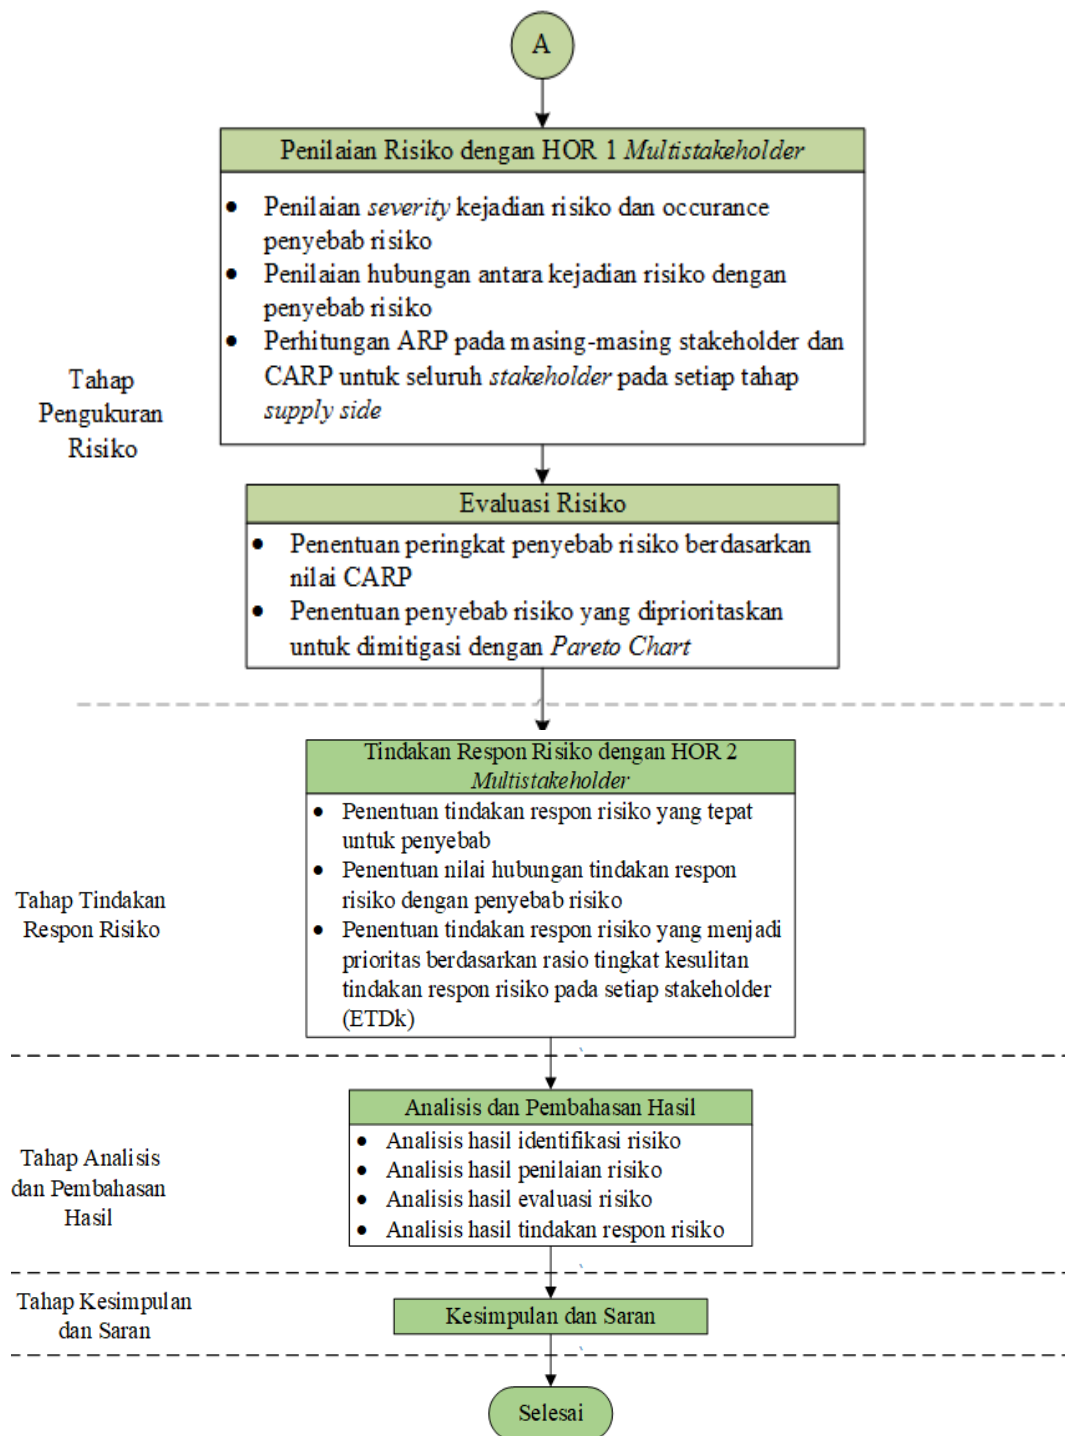 A
Penilaian Risiko dengan HOR 1 Multistakeholder
• Penilaian severity kejadian risiko dan occurance
penyebab risiko
• Penilaian hubungan antara kejadian risiko dengan
penyebab risiko
• Perhitungan ARP pada masing-masing stakeholder dan
CARP untuk seluruh stakeholder pada setiap tahap
supply side
Tahap
Pengukuran
Risiko
Evaluasi Risiko
• Penentuan peringkat penyebab risiko berdasarkan
nilai CARP
• Penentuan penyebab risiko yang diprioritaskan
untuk dimitigasi dengan Pareto Chart
Tindakan Respon Risiko dengan HOR 2
Multistakeholder
• Penentuan tindakan respon risiko yang tepat
untuk penyebab
• Penentuan nilai hubungan tindakan respon
risiko dengan penyebab risiko
• Penentuan tindakan respon risiko yang menjadi
prioritas berdasarkan rasio tingkat kesulitan
tindakan respon risiko pada setiap stakeholder
(ETDk)
Tahap Tindakan
Respon Risiko
Analisis dan Pembahasan Hasil
• Analisis hasil identifikasi risiko
• Analisis hasil penilaian risiko
• Analisis hasil evaluasi risiko
• Analisis hasil tindakan respon risiko
Tahap Analisis
dan Pembahasan
Hasil
Tahap Kesimpulan
dan Saran
Kesimpulan dan Saran
Selesai